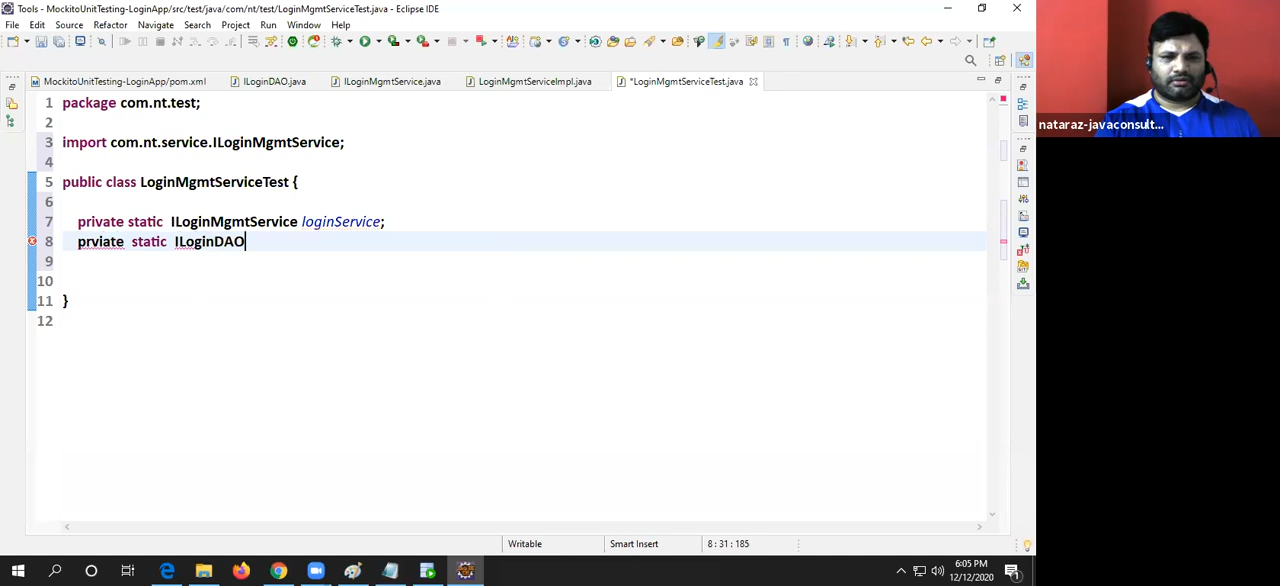 Tools - MockitoUnitTesting-LoginApp/src/test/java/com/nt/test/LoginMgmtServiceTest.java - Eclipse IDE
File Edit Source Refactor Navigate Search Project Run Window Help
MockitoUnitTesting-LoginApp/pom.xml ILoginDAO.java ILoginMgmtService.java LoginMgmtServiceImpl.java *LoginMgmtServiceTest.java
1 package com.nt.test;
2
3 import com.nt.service.ILoginMgmtService;
4
5 public class LoginMgmtServiceTest {
6
7 private static ILoginMgmtService loginService;
8 prviate static ILoginDAO
9
10
11 }
12
nataraz-javaconsult...
Writable Smart Insert 8 : 31 : 185
6:05 PM
12/12/2020